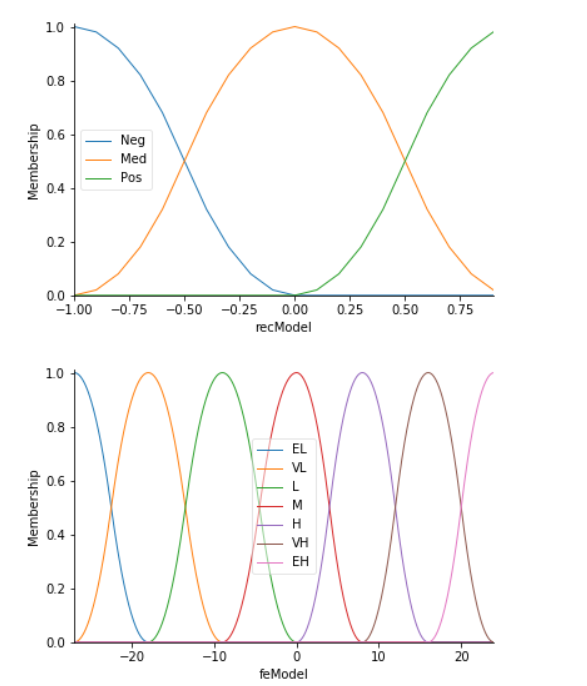 1.0
0.8
0.6
0.4
0.2
0.0
Membership
Neg
Med
Pos
−1.00 −0.75 −0.50 −0.25 0.00 0.25 0.50 0.75
recModel
1.0
0.8
0.6
0.4
0.2
0.0
Membership
EL
VL
L
M
H
VH
EH
−20 −10 0 10 20
feModel